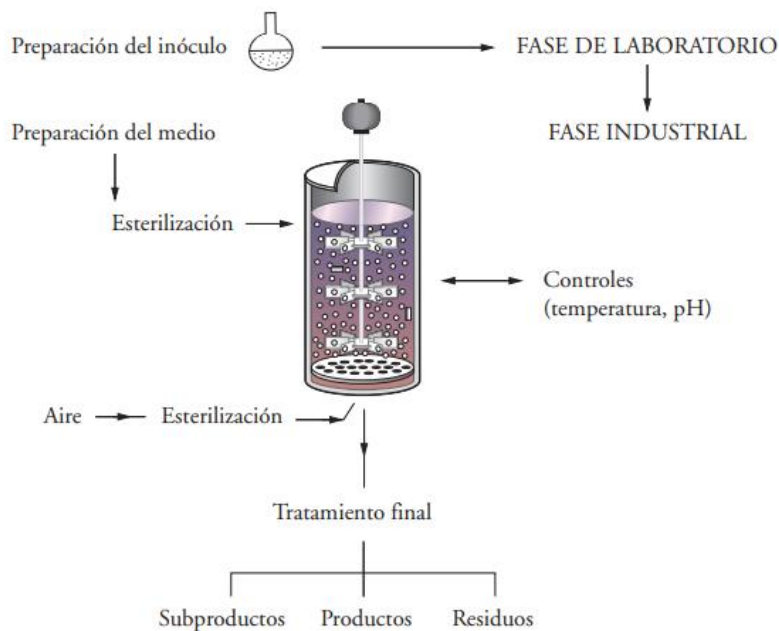 Preparación del inóculo
FASE DE LABORATORIO
Preparación del medio
FASE INDUSTRIAL
Esterilización
Controles
(temperatura, pH)
Aire
Esterilización
Tratamiento final
Subproductos
Productos
Residuos